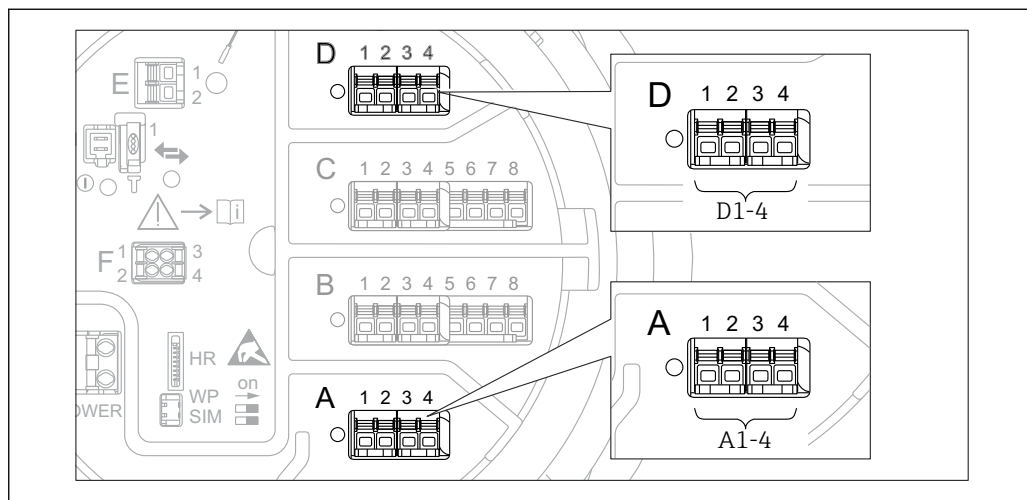 D 1 2 3 4
E 1
2
D 1 2 3 4
D1-4
1
C 1 2 3 4 5 6 7 8
i
F 1 3
2 4
B 1 2 3 4 5 6 7 8
A 1 2 3 4
A1-4
HR
WP on
SIM
OWER
A 1 2 3 4